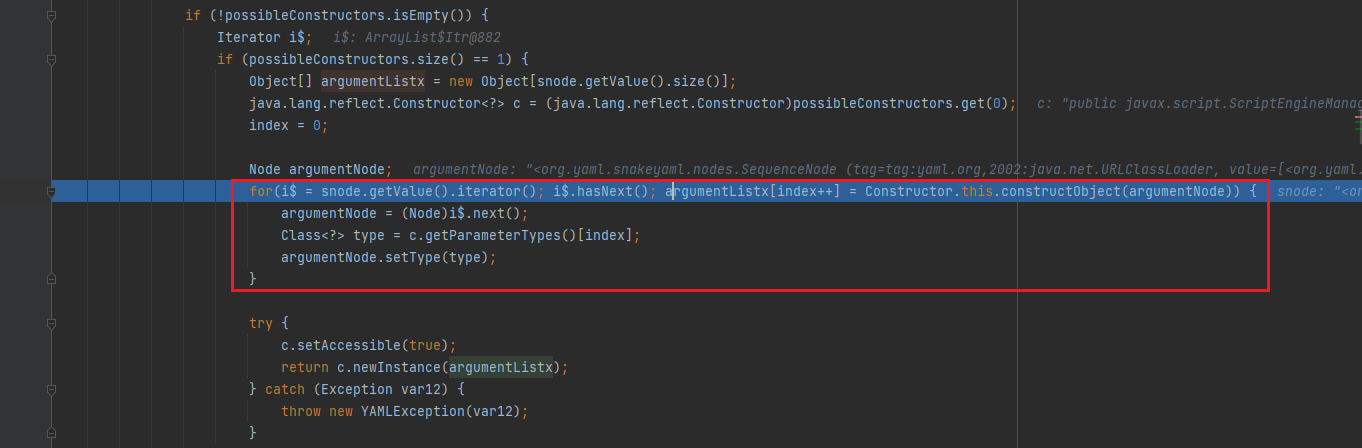 if (!possibleConstructors.isEmpty()) {
Iterator i$; i$: ArrayList$Itr@882
if (possibleConstructors.size() == 1) {
Object[] argumentListx = new Object[snode.getValue().size()];
java.lang.reflect.Constructor<?> c = (java.lang.reflect.Constructor)possibleConstructors.get(0); c: "public javax.script.ScriptEngineManag
index = 0;
Node argumentNode; argumentNode: "<org.yaml.snakeyaml.nodes.SequenceNode (tag=tag:yaml.org,2002:java.net.URLClassLoader, value=[<org.yaml.
for(i$ = snode.getValue().iterator(); i$.hasNext(); argumentListx[index++] = Constructor.this.constructObject(argumentNode)) { snode: "<or
argumentNode = (Node)i$.next();
Class<?> type = c.getParameterTypes()[index];
argumentNode.setType(type);
}
try {
c.setAccessible(true);
return c.newInstance(argumentListx);
} catch (Exception var12) {
throw new YAMLException(var12);
}